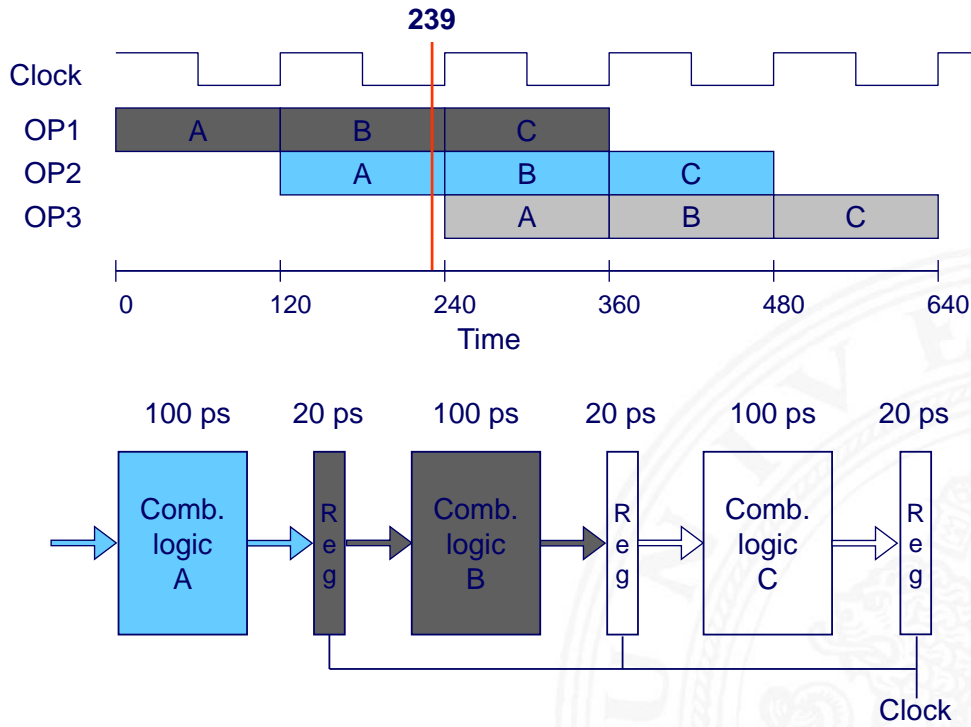 239
Clock
OP1 A B C
OP2 A B C
OP3 A B C
0 120 240 360 480 640
Time
100 ps 20 ps 100 ps 20 ps 100 ps 20 ps
Comb.
logic
A
R
e
g
Comb.
logic
B
R
e
g
Comb.
logic
C
R
e
g
Clock
UNIVE